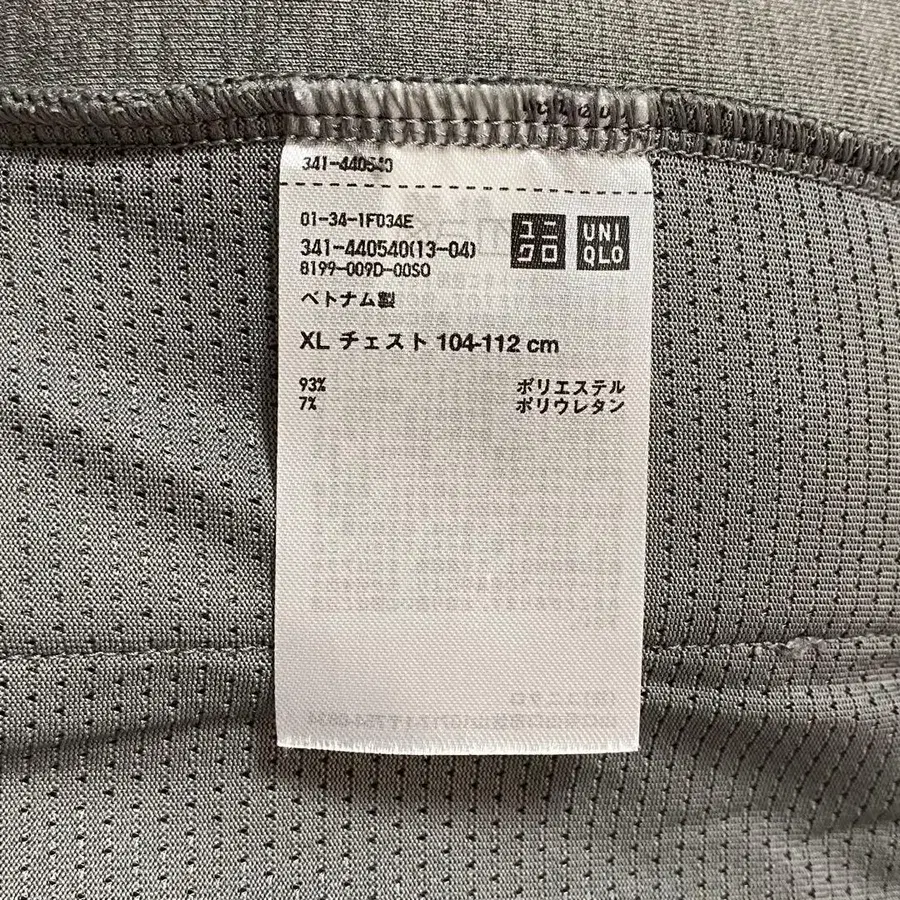 341-440540
01-34-1F034E
341-440540(13-04)
8199-009D-00SO
ユニ
クロ
UNI
QLO
ベトナム製
XL チェスト 104-112 cm
93% ポリエステル
7% ポリウレタン